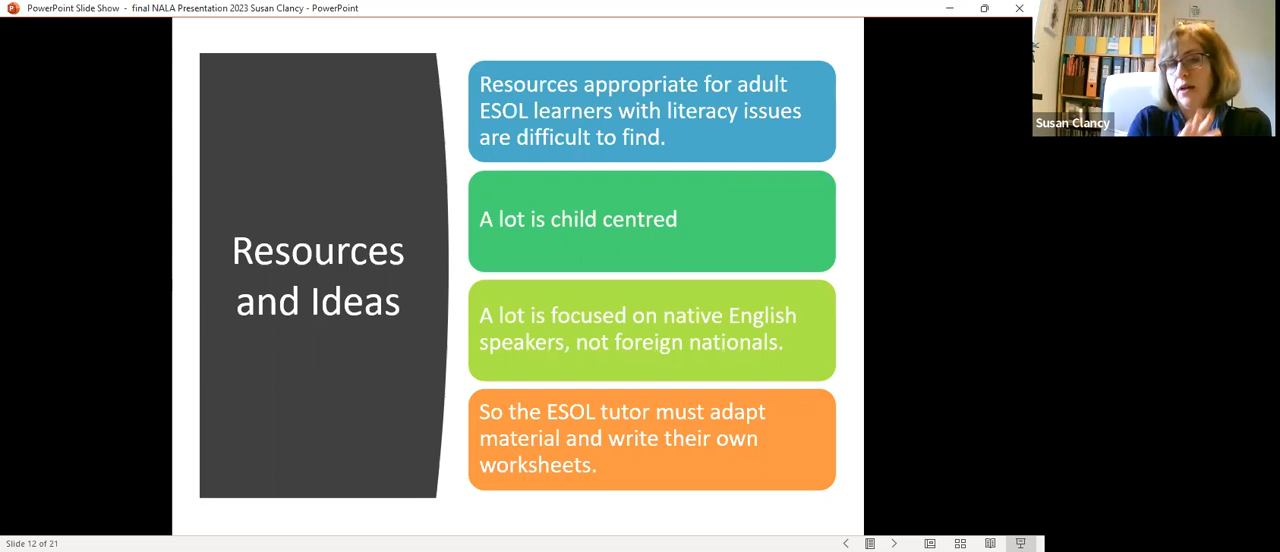 PowerPoint Slide Show - final NALA Presentation 2023 Susan Clancy - PowerPoint
Susan Clancy
Resources
and Ideas
Resources appropriate for adult
ESOL learners with literacy issues
are difficult to find.
A lot is child centred
A lot is focused on native English
speakers, not foreign nationals.
So the ESOL tutor must adapt
material and write their own
worksheets.
Slide 12 of 21